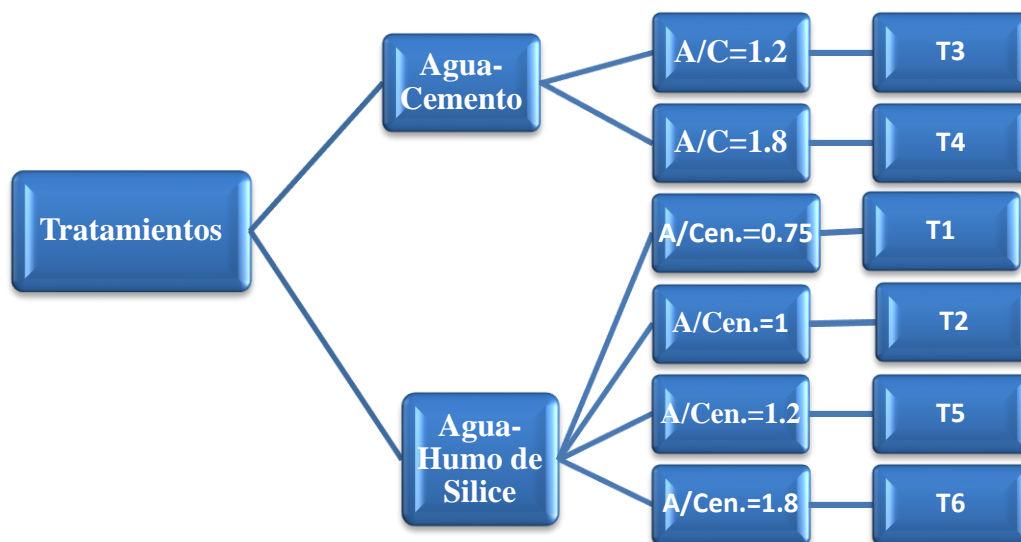 Tratamientos
Agua-
Cemento
A/C=1.2
T3
A/C=1.8
T4
Agua-
Humo de
Silice
A/Cen.=0.75
T1
A/Cen.=1
T2
A/Cen.=1.2
T5
A/Cen.=1.8
T6